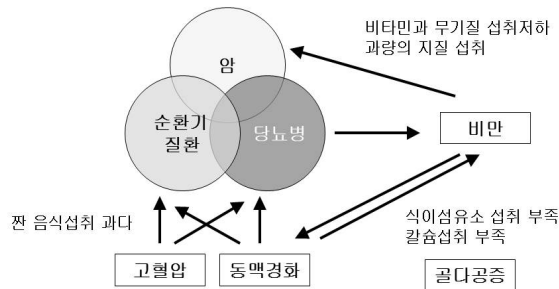 비타민과 무기질 섭취저하
과량의 지질 섭취
암
순환기
질환
당뇨병
비만
짠 음식섭취 과다
식이섬유소 섭취 부족
칼슘섭취 부족
고혈압
동맥경화
골다공증